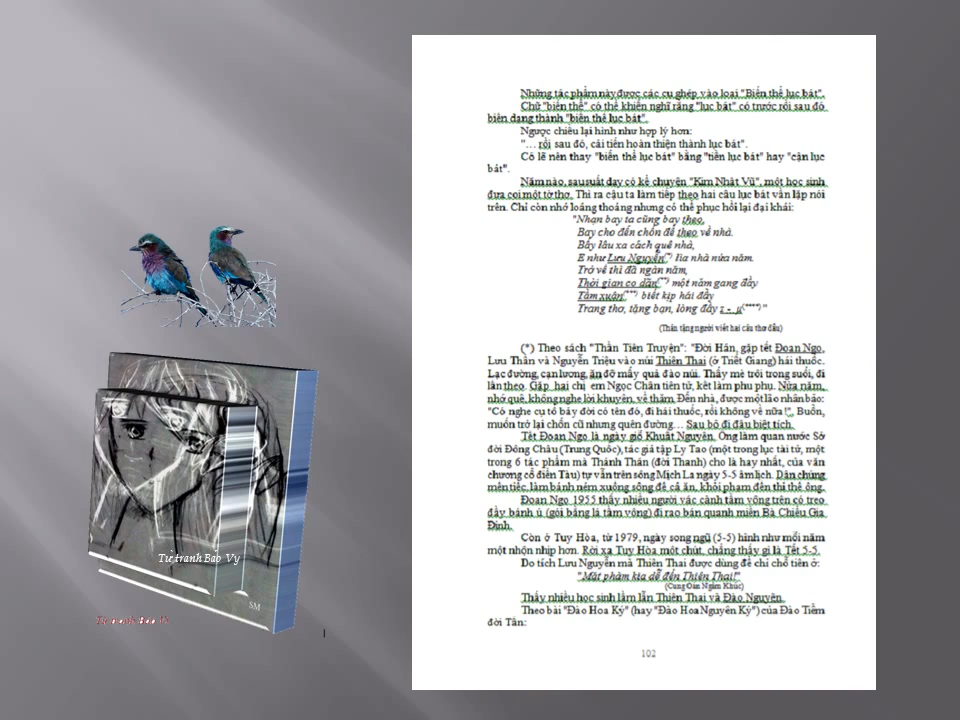 Những tác phẩm này được các cụ ghép vào loại "Biến thể lục bát".
Chữ "biến thể" có thể khiến nghĩ rằng "lục bát" có trước rồi sau đó
biến dạng thành "biến thể lục bát".
Ngược chiều lại hình như hợp lý hơn:
"… rồi sau đó, cải tiến hoàn thiện thành lục bát".
Có lẽ nên thay "biến thể lục bát" bằng "tiền lục bát" hay "cận lục
bát".
Năm nào, sau suất dạy có kể chuyện "Kim Nhật Vũ", một học sinh
đưa coi một tờ thơ. Thì ra cậu ta làm tiếp theo hai câu lục bát vần lập nói
trên. Chỉ còn nhớ loáng thoáng nhưng có thể phục hồi lại đại khái:
"Nhạn bay ta cũng bay theo,
Bay cho đến chốn để theo về nhà.
Bấy lâu xa cách quê nhà,
E như Lưu Nguyễn(*) lìa nhà nửa năm.
Trở về thì đã ngàn năm,
Thời gian co dãn(**) một năm gang đầy
Tầm xuân(***) biết kịp hái đầy
Trang thơ, tặng bạn, lòng đầy ε - μ(****)"
(Thân tặng người viết hai câu thơ đầu)
(*) Theo sách "Thần Tiên Truyện": "Đời Hán, gặp tết Đoan Ngọ,
Lưu Thần và Nguyễn Triệu vào núi Thiên Thai (ở Triết Giang) hái thuốc.
Lạc đường, cạn lương, ăn đỡ mấy quả đào núi. Thấy mè trôi trong suối, đi
lần theo. Gặp hai chị em Ngọc Chân tiên tử, kết làm phu phụ. Nửa năm,
nhớ quê, không nghe lời khuyên, về thăm. Đến nhà, được một lão nhân bảo:
"Có nghe cụ tổ bảy đời có tên đó, đi hái thuốc, rồi không về nữa!". Buồn,
muốn trở lại chốn cũ nhưng quên đường… Sau bỏ đi đâu biệt tích.
Tết Đoan Ngọ là ngày giỗ Khuất Nguyên. Ông làm quan nước Sở
đời Đông Châu (Trung Quốc), tác giả tập Ly Tao (một trong lục tài tử, một
trong 6 tác phẩm mà Thánh Thán (đời Thanh) cho là hay nhất, của văn
chương cổ điển Tàu) tự vẫn trên sông Mịch La ngày 5-5 âm lịch. Dân chúng
mến tiếc, làm bánh ném xuống sông để cá ăn, khỏi phạm đến thi thể ông.
Đoan Ngọ 1955 thấy nhiều người vác cành tầm vông trên có treo
đầy bánh ú (gói bằng lá tầm vông) đi rao bán quanh miền Bà Chiểu Gia
Định.
Còn ở Tuy Hòa, từ 1979, ngày song ngũ (5-5) hình như mỗi năm
một nhộn nhịp hơn. Rời xa Tuy Hòa một chút, chẳng thấy gì là Tết 5-5.
Do tích Lưu Nguyễn mà Thiên Thai được dùng để chỉ chỗ tiên ở:
"Mắt phàm kia dễ đến Thiên Thai!"
(Cung Oán Ngâm Khúc)
Thấy nhiều học sinh lầm lẫn Thiên Thai và Đào Nguyên.
Theo bài "Đào Hoa Ký" (hay "Đào Hoa Nguyên Ký") của Đào Tiềm
đời Tấn:
102
Tự tranh Bảo Vy
SM